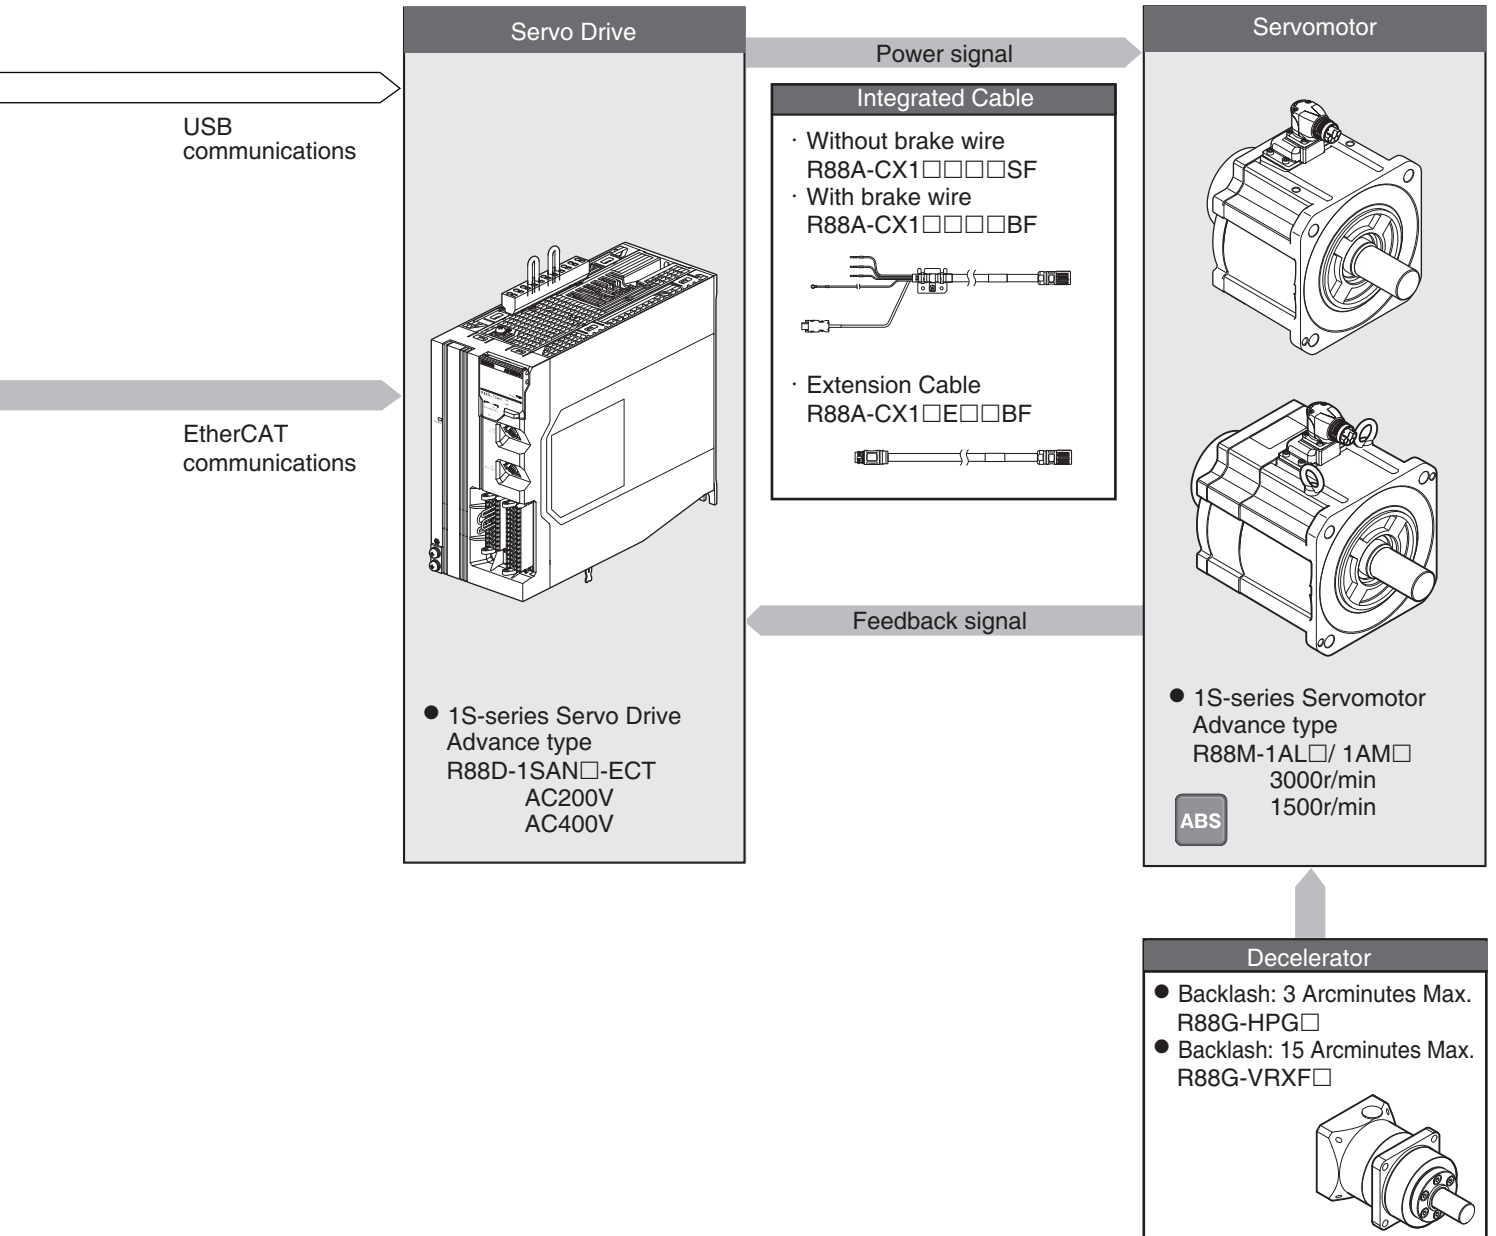 USB
communications
EtherCAT
communications
Servo Drive
● 1S-series Servo Drive
Advance type
R88D-1SAN□-ECT
AC200V
AC400V
Power signal
Integrated Cable
· Without brake wire
R88A-CX1□□□□SF
· With brake wire
R88A-CX1□□□□BF
· Extension Cable
R88A-CX1□E□□BF
Feedback signal
Servomotor
● 1S-series Servomotor
Advance type
R88M-1AL□/ 1AM□
3000r/min
1500r/min
ABS
Decelerator
● Backlash: 3 Arcminutes Max.
R88G-HPG□
● Backlash: 15 Arcminutes Max.
R88G-VRXF□